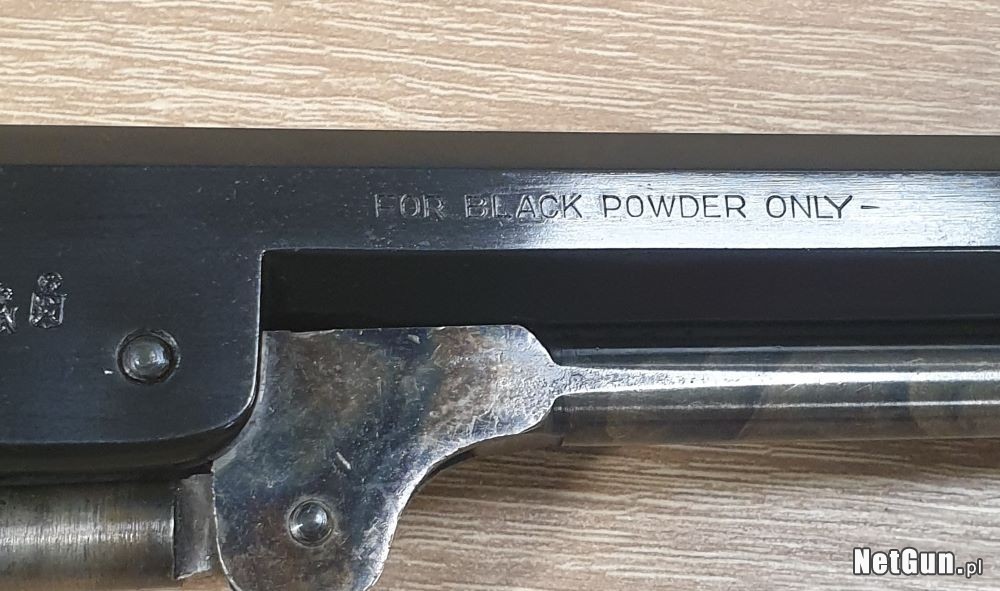 FOR BLACK POWDER ONLY-
NetGun.pl